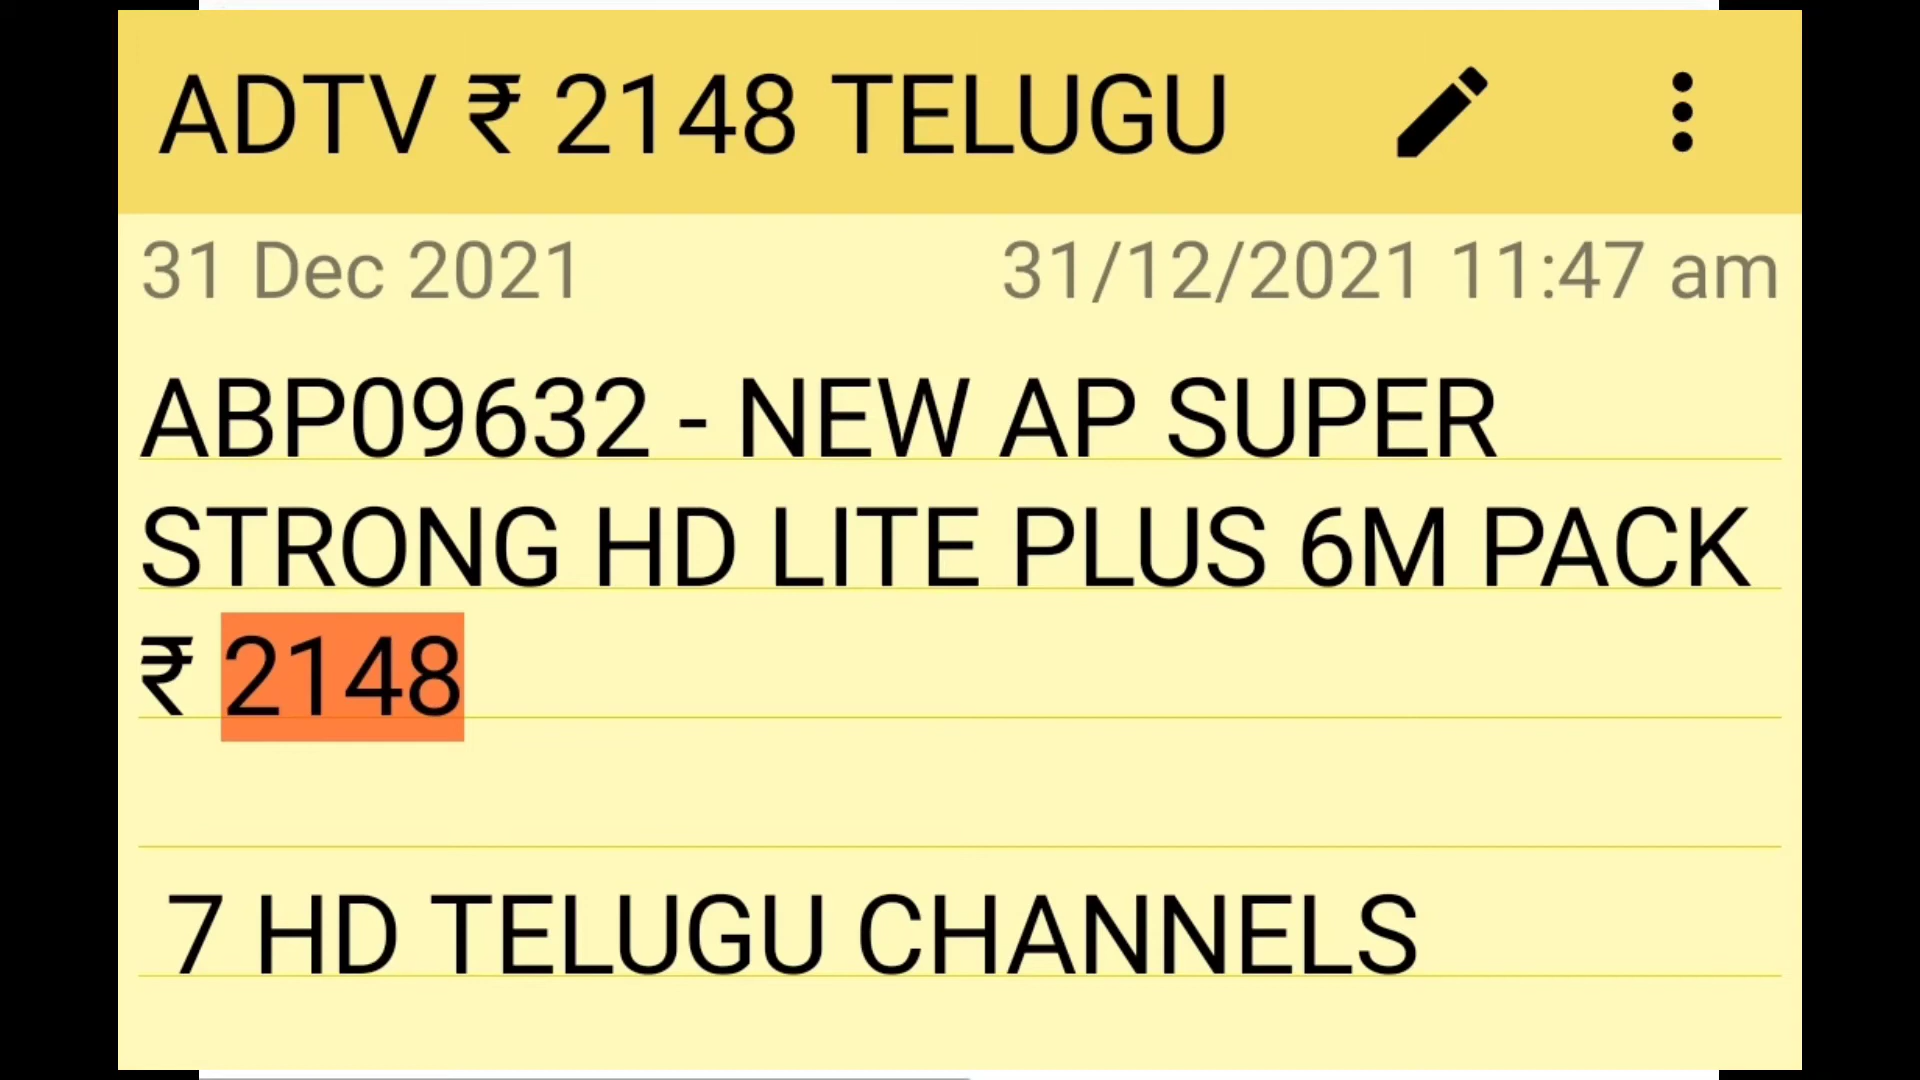 ADTV ₹ 2148 TELUGU
31 Dec 2021 31/12/2021 11:47 am
ABP09632 - NEW AP SUPER
STRONG HD LITE PLUS 6M PACK
₹ 2148
7 HD TELUGU CHANNELS